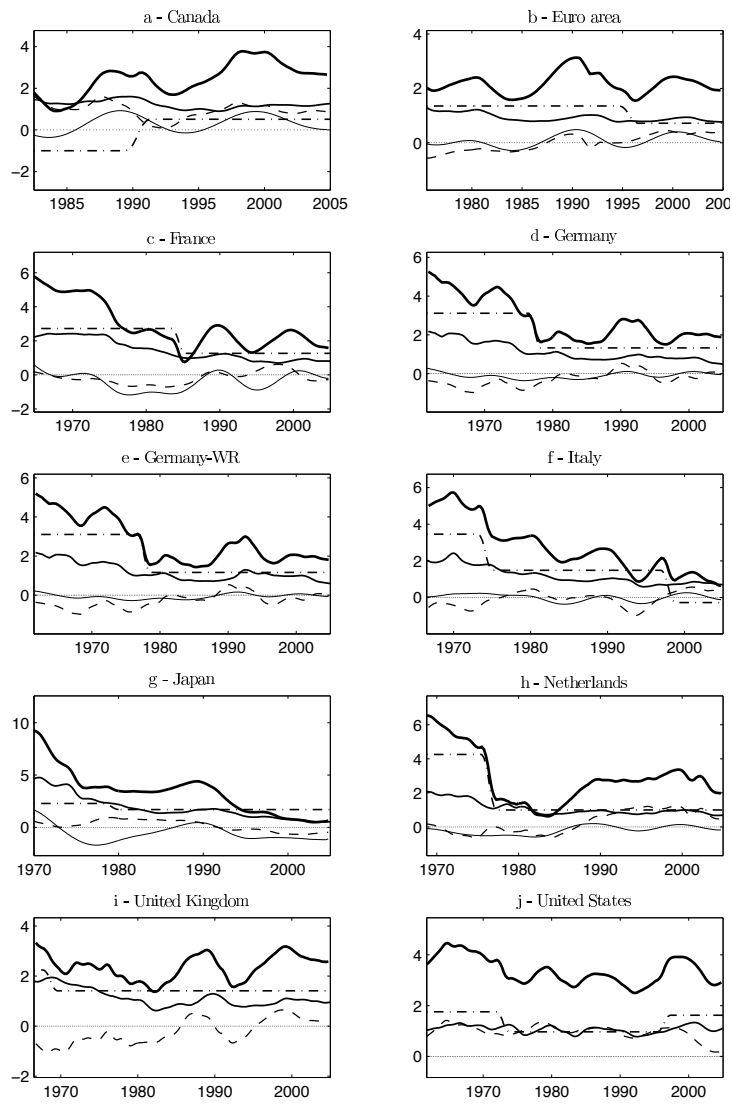 a - Canada
4
2
0
−2
1985 1990 1995 2000 2005
b - Euro area
4
2
0
1980 1985 1990 1995 2000 2005
c - France
6
4
2
0
−2
1970 1980 1990 2000
d - Germany
6
4
2
0
1970 1980 1990 2000
e - Germany-WR
6
4
2
0
1970 1980 1990 2000
f - Italy
6
4
2
0
1970 1980 1990 2000
g - Japan
10
5
0
1970 1980 1990 2000
h - Netherlands
6
4
2
0
1970 1980 1990 2000
i - United Kingdom
4
2
0
−2
1970 1980 1990 2000
j - United States
4
2
0
1970 1980 1990 2000